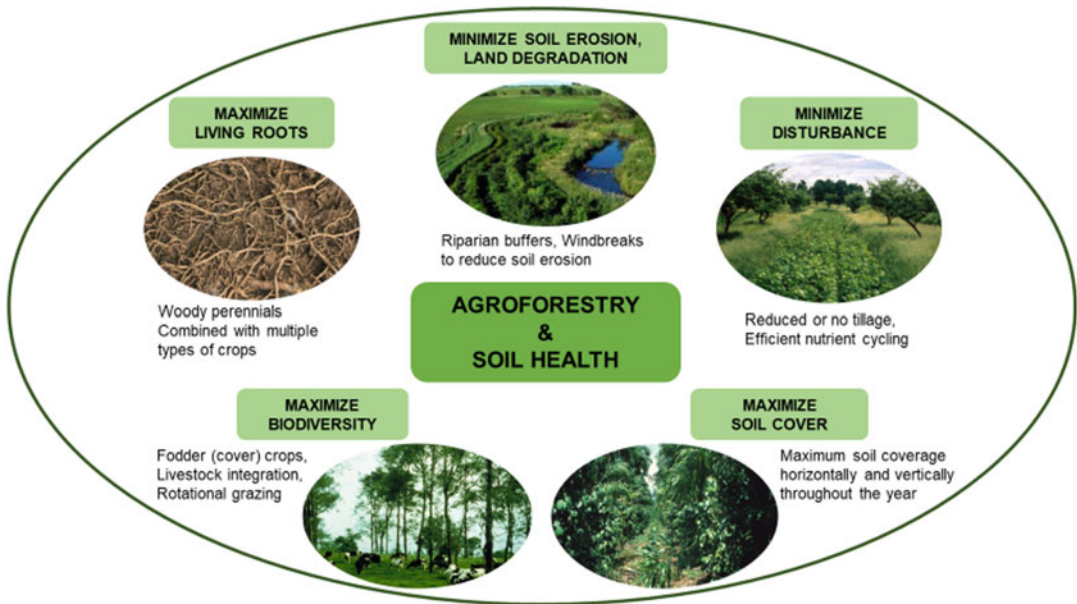 MINIMIZE SOIL EROSION,
LAND DEGRADATION
MAXIMIZE
LIVING ROOTS
MINIMIZE
DISTURBANCE
Riparian buffers, Windbreaks
to reduce soil erosion
Woody perennials
Combined with multiple
types of crops
AGROFORESTRY
&
SOIL HEALTH
Reduced or no tillage,
Efficient nutrient cycling
MAXIMIZE
BIODIVERSITY
Fodder (cover) crops,
Livestock integration,
Rotational grazing
MAXIMIZE
SOIL COVER
Maximum soil coverage
horizontally and vertically
throughout the year